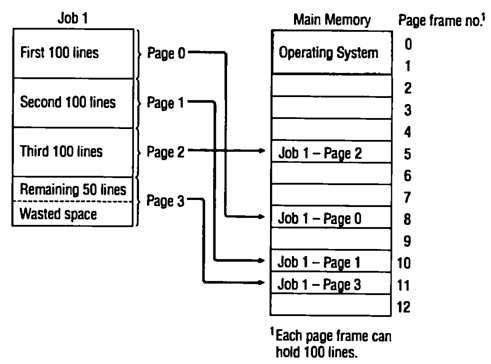 Job 1
First 100 lines
Second 100 lines
Third 100 lines
Remaining 50 lines
Wasted space
Page 0
Page 1
Page 2
Page 3
Main Memory
Page frame no.¹
Operating System
0
1
2
3
4
Job 1 – Page 2
5
6
7
Job 1 – Page 0
8
9
Job 1 – Page 1
10
Job 1 – Page 3
11
12
¹Each page frame can
hold 100 lines.